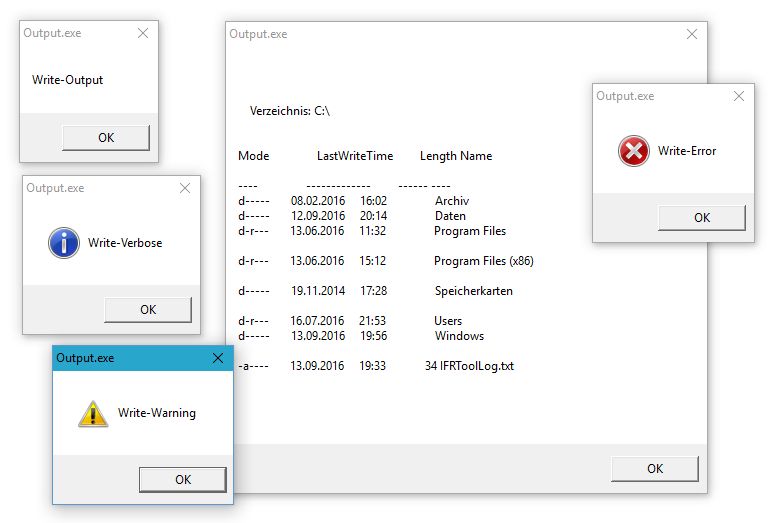 Output.exe
Write-Output
OK
Output.exe
Write-Verbose
OK
Output.exe
Write-Warning
OK
Output.exe
Verzeichnis: C:\
Mode LastWriteTime Length Name
---- ------------- ------ ----
d----- 08.02.2016 16:02 Archiv
d----- 12.09.2016 20:14 Daten
d-r--- 13.06.2016 11:32 Program Files
d-r--- 13.06.2016 15:12 Program Files (x86)
d----- 19.11.2014 17:28 Speicherkarten
d-r--- 16.07.2016 21:53 Users
d----- 13.09.2016 19:56 Windows
-a---- 13.09.2016 19:33 34 IFRToolLog.txt
OK
Output.exe
Write-Error
OK